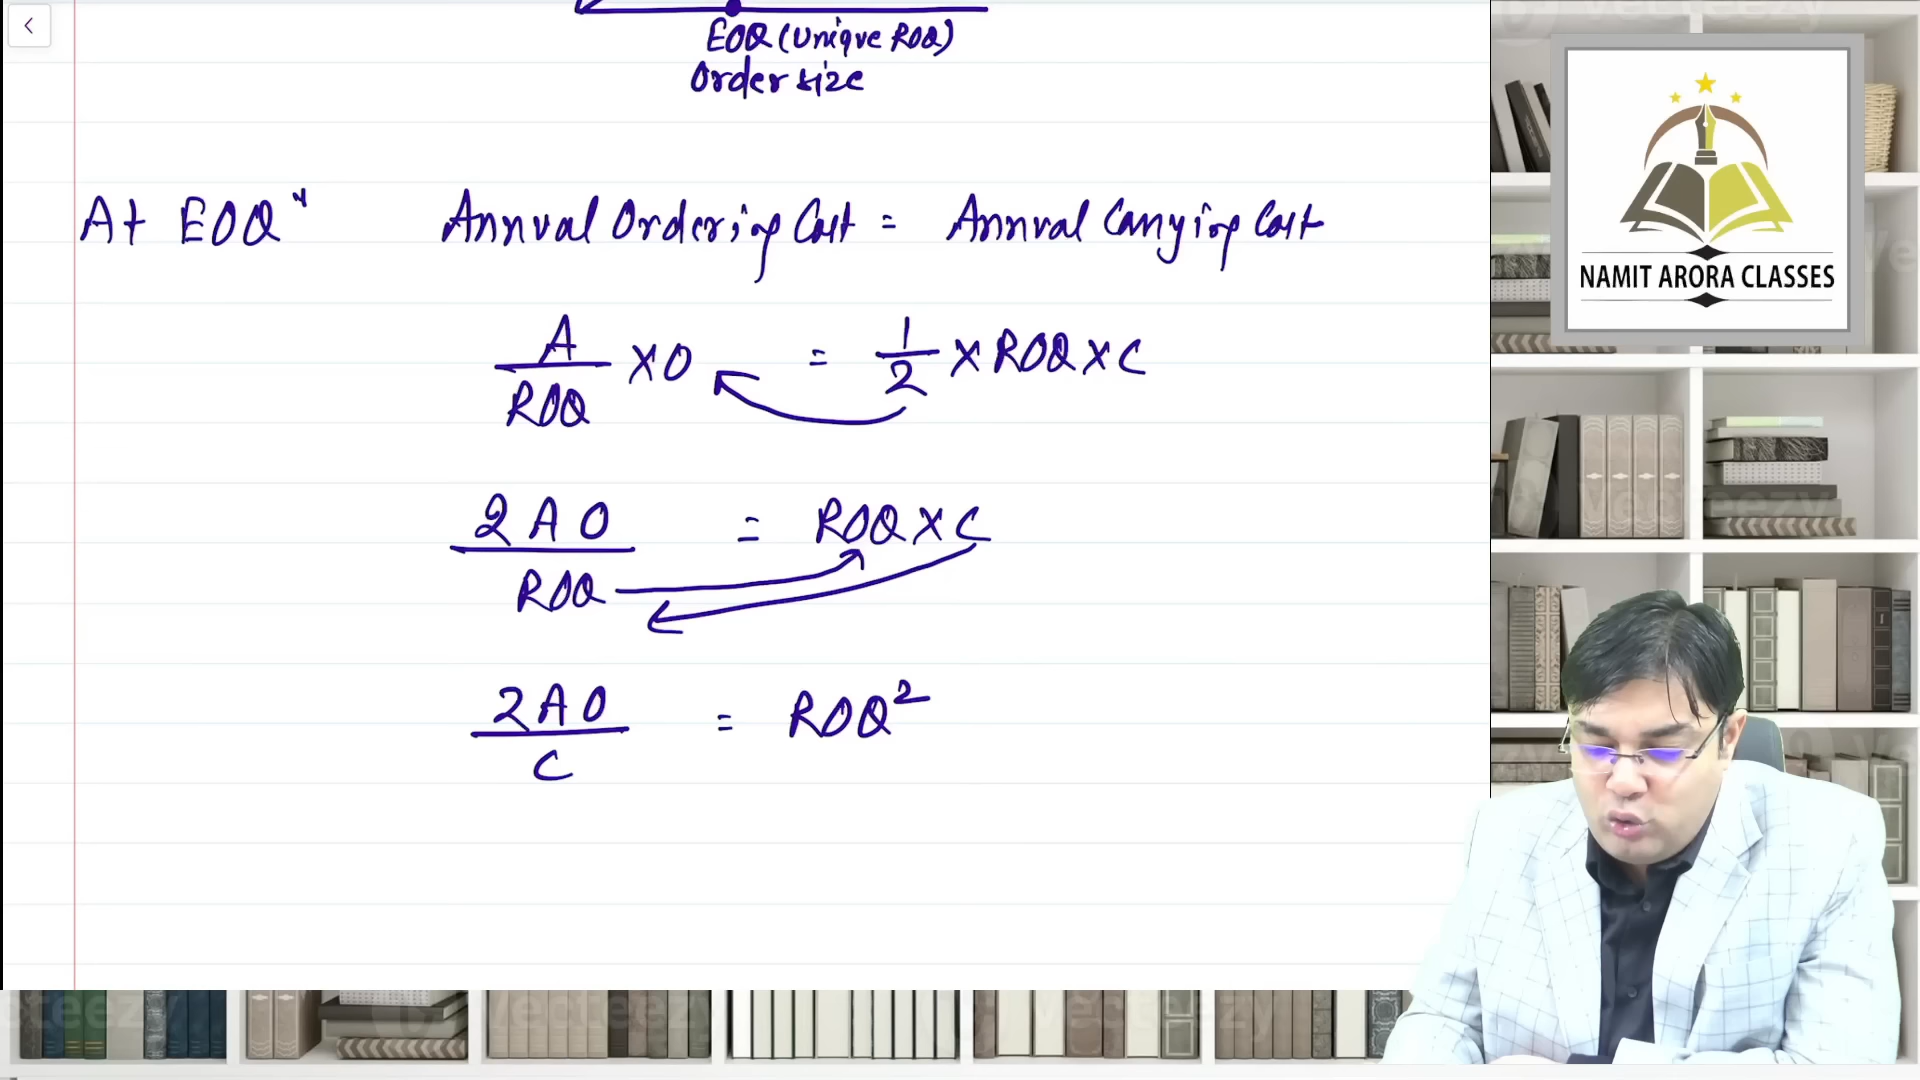 EOQ (Unique ROQ)
Order size
At EOQ Annual Ordering Cost = Annual Carrying Cost
A/ROQ × O = 1/2 × ROQ × C
2AO/ROQ = ROQ × C
2AO/C = ROQ²
NAMIT ARORA CLASSES